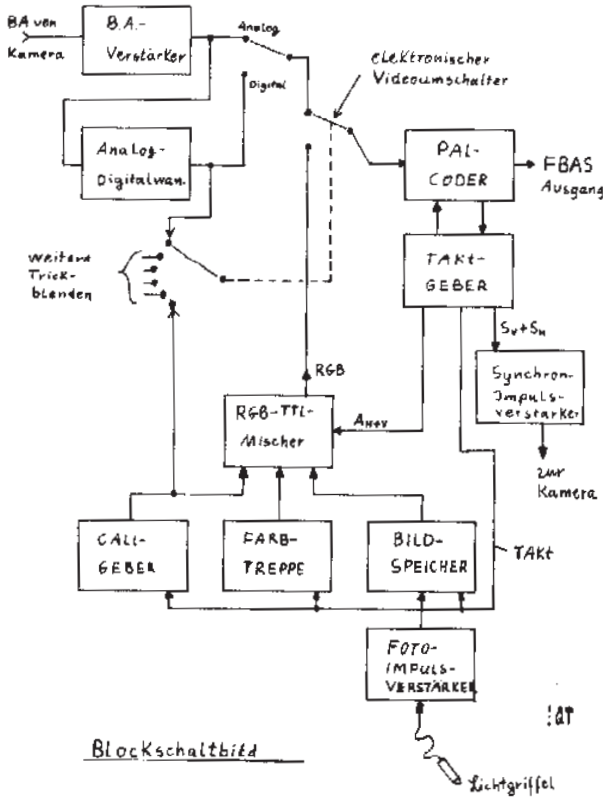 BA von
Kamera
B.A.-
Verstärker
Analog
Digital
elektronischer
Videoumschalter
Analog-
Digitalwan.
PAL-
CODER
FBAS
Ausgang
weitere
Trick-
blenden
TAKT-
GEBER
Sv+SH
RGB
Synchron-
Impuls-
verstärker
RGB-TTL-
Mischer
AH+V
zur
Kamera
CALL-
GEBER
FARB-
TREPPE
BILD-
SPEICHER
TAKT
FOTO-
IMPULS-
VERSTÄRKER
Blockschaltbild
Lichtgriffel